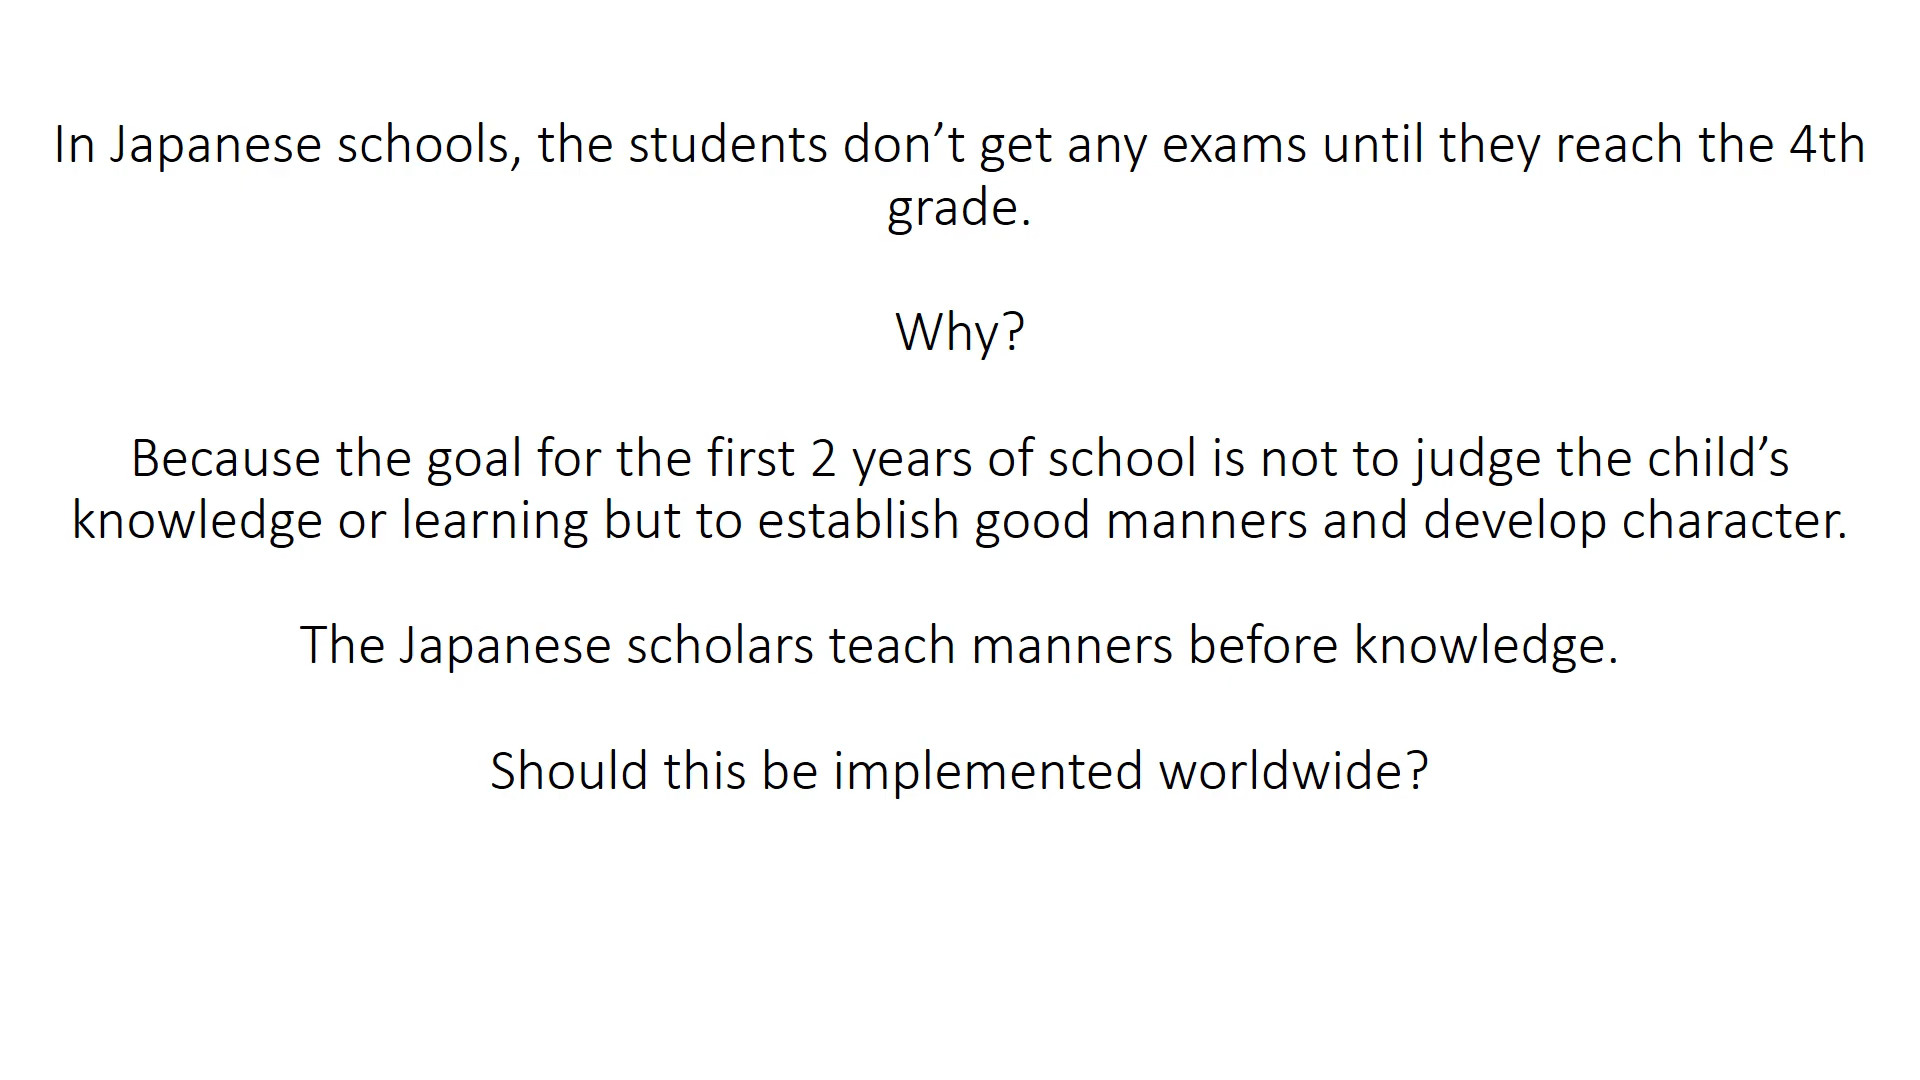 In Japanese schools, the students don’t get any exams until they reach the 4th
grade.
Why?
Because the goal for the first 2 years of school is not to judge the child’s
knowledge or learning but to establish good manners and develop character.
The Japanese scholars teach manners before knowledge.
Should this be implemented worldwide?